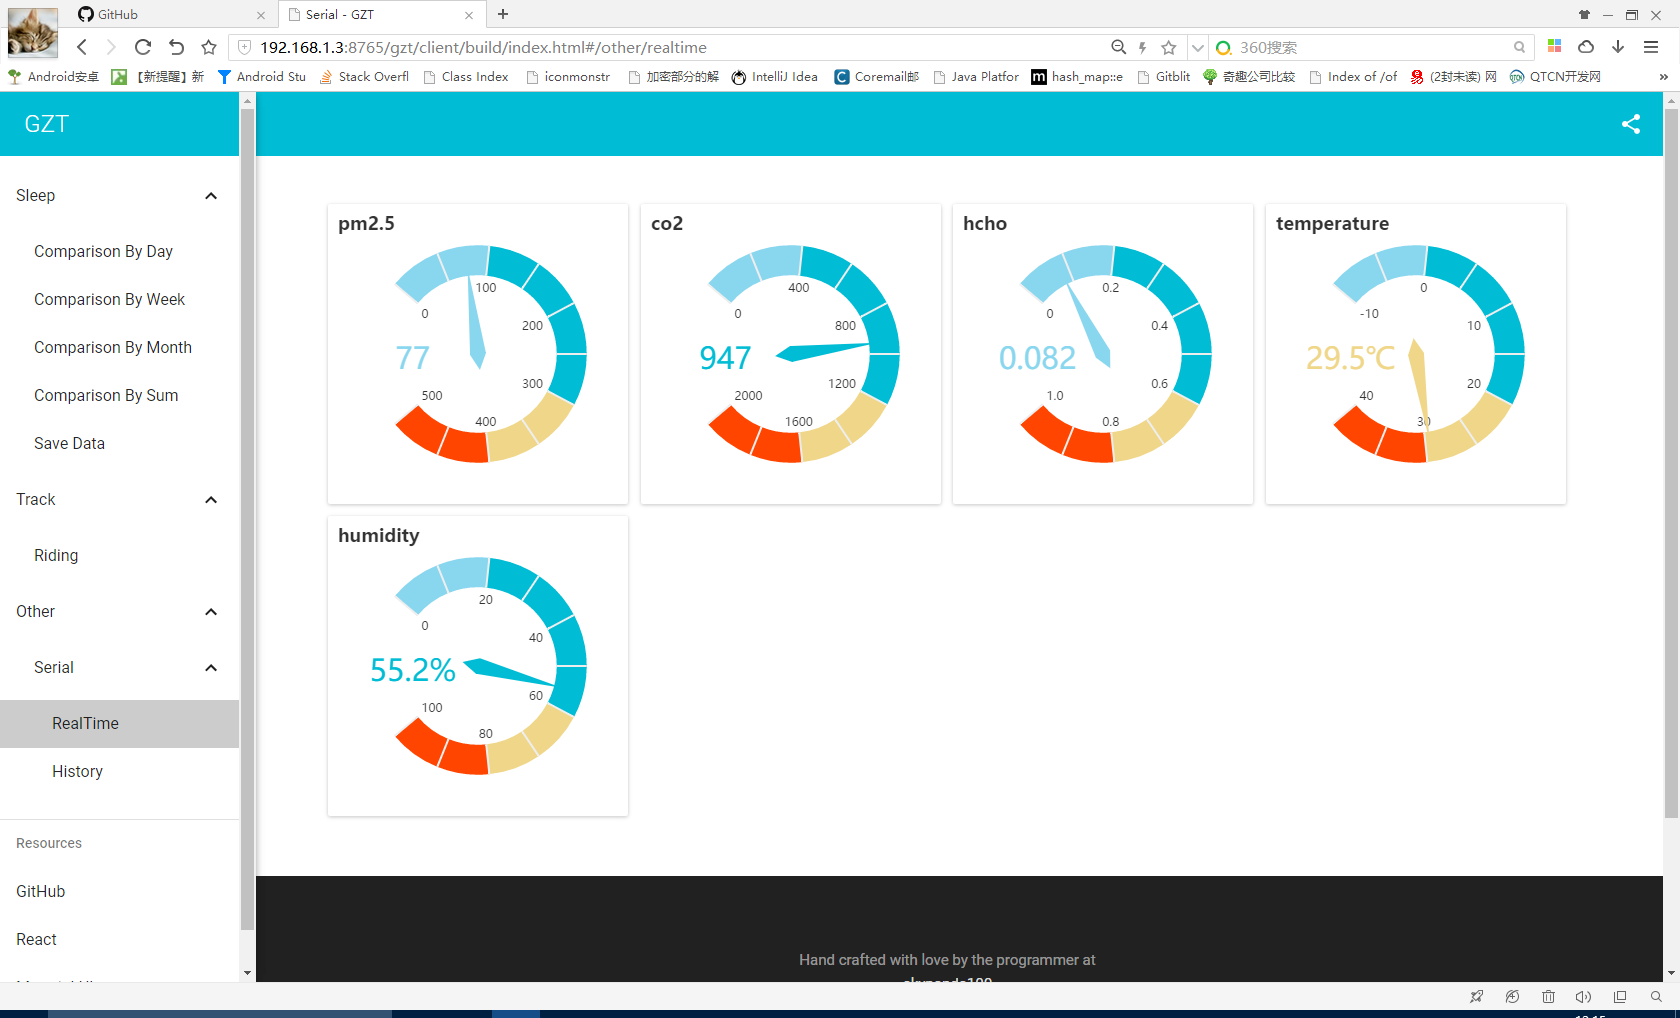 GitHub
Serial - GZT
192.168.1.3:8765/gzt/client/build/index.html#/other/realtime
360搜索
Android安卓
【新提醒】新
Android Stu
Stack Overfl
Class Index
iconmonstr
加密部分的解
IntelliJ Idea
Coremail邮
Java Platfor
hash_map::e
Gitblit
奇趣公司比较
Index of /of
(2封未读) 网
QTCN开发网
GZT
Sleep
Comparison By Day
Comparison By Week
Comparison By Month
Comparison By Sum
Save Data
Track
Riding
Other
Serial
RealTime
History
Resources
GitHub
React
pm2.5
0
100
200
300
400
500
77
co2
0
400
800
1200
1600
2000
947
hcho
0
0.2
0.4
0.6
0.8
1.0
0.082
temperature
-10
0
10
20
30
40
29.5℃
humidity
0
20
40
60
80
100
55.2%
Hand crafted with love by the programmer at